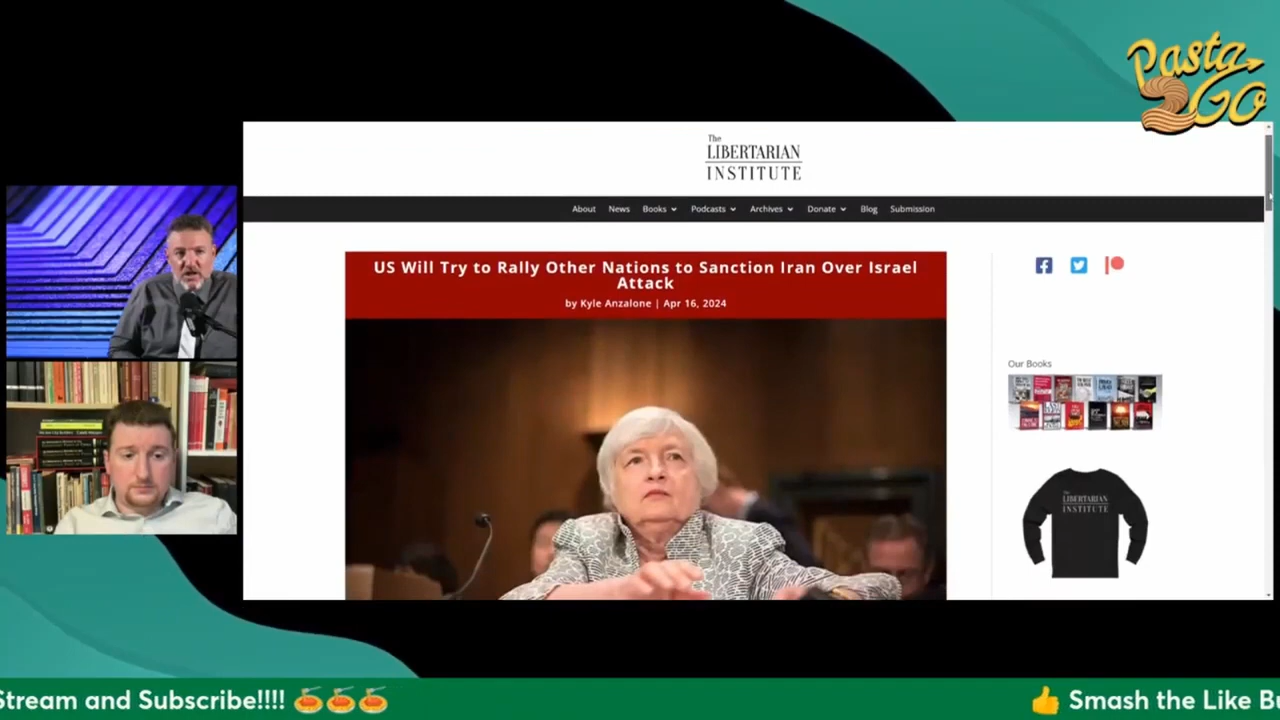 Pasta
2GO
The
LIBERTARIAN
INSTITUTE
About News Books Podcasts Archives Donate Blog Submission
US Will Try to Rally Other Nations to Sanction Iran Over Israel
Attack
by Kyle Anzalone | Apr 16, 2024
Our Books
The
LIBERTARIAN
INSTITUTE
Stream and Subscribe!!!! 🍝🍝🍝 👍 Smash the Like Bu